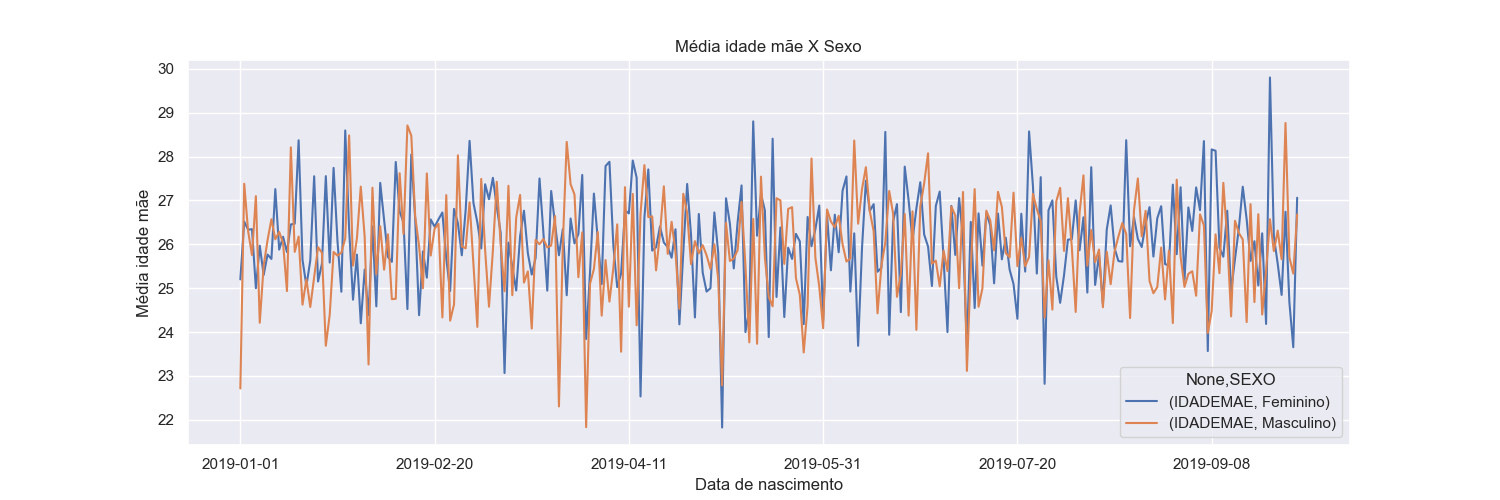 Média idade mãe X Sexo
Média idade mãe
30
29
28
27
26
25
24
23
22
None,SEXO
(IDADEMAE, Feminino)
(IDADEMAE, Masculino)
2019-01-01 2019-02-20 2019-04-11 2019-05-31 2019-07-20 2019-09-08
Data de nascimento